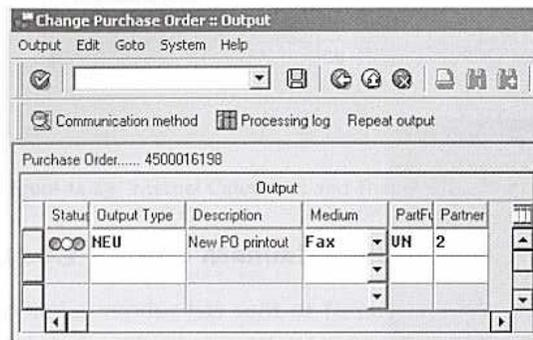 Change Purchase Order :: Output
Output Edit Goto System Help
Communication method Processing log Repeat output
Purchase Order...... 4500016198
Output
Status Output Type Description Medium PartFu Partner
NEU New PO printout Fax UN 2